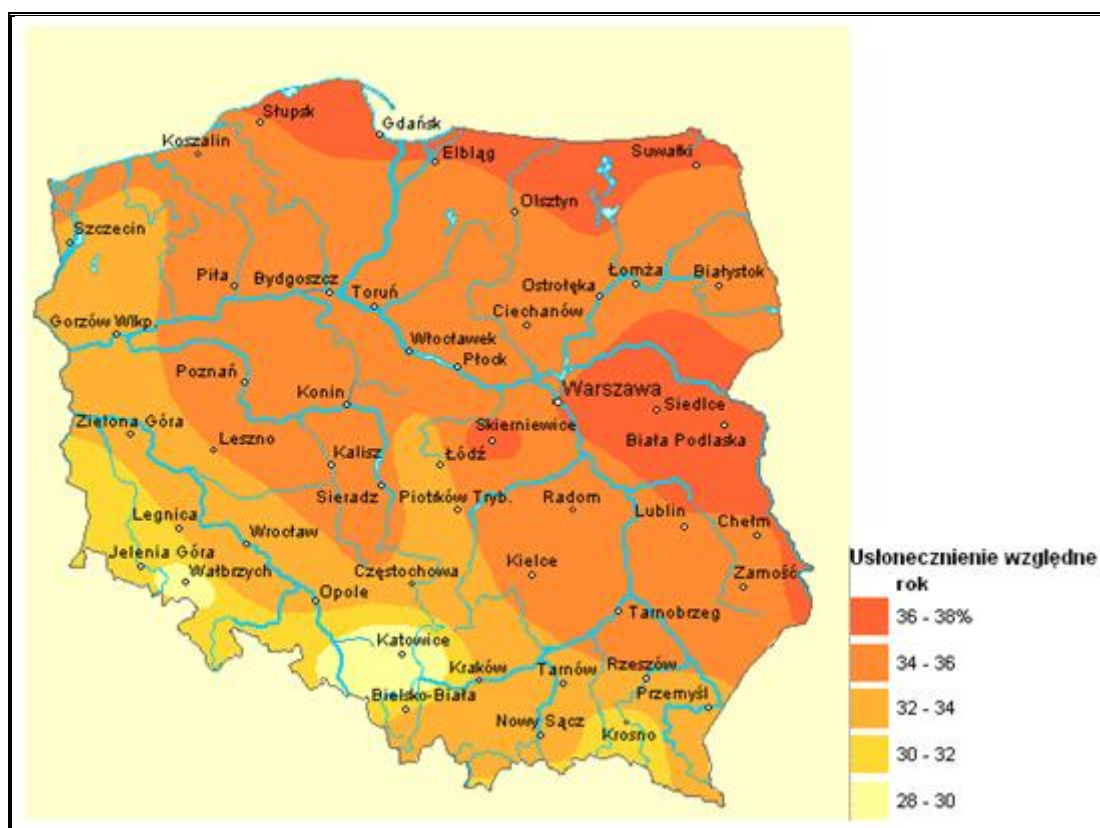 Słupsk
Gdańsk
Koszalin
Elbląg
Suwałki
Olsztyn
Szczecin
Piła
Bydgoszcz
Toruń
Ostrołęka
Łomża
Białystok
Ciechanów
Gorzów Wlkp.
Włocławek
Płock
Poznań
Konin
Warszawa
Siedlce
Zielona Góra
Skierniewice
Biała Podlaska
Leszno
Kalisz
Łódź
Sieradz
Piotrków Tryb.
Radom
Legnica
Lublin
Chełm
Wrocław
Jelenia Góra
Kielce
Wałbrzych
Częstochowa
Zamość
Opole
Tarnobrzeg
Katowice
Kraków
Tarnów
Rzeszów
Bielsko-Biała
Przemyśl
Nowy Sącz
Krosno
Usłonecznienie względne
rok
36 - 38%
34 - 36
32 - 34
30 - 32
28 - 30